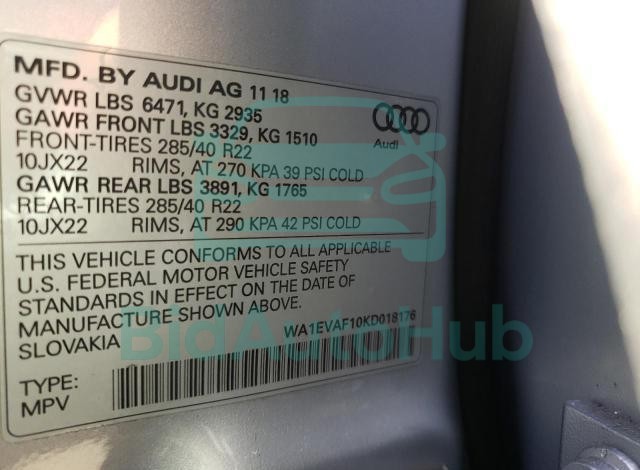 MFD. BY AUDI AG 11 18
GVWR LBS 6471, KG 2935
GAWR FRONT LBS 3329, KG 1510
FRONT-TIRES 285/40 R22
10JX22 RIMS, AT 270 KPA 39 PSI COLD
GAWR REAR LBS 3891, KG 1765
REAR-TIRES 285/40 R22
10JX22 RIMS, AT 290 KPA 42 PSI COLD
Audi
THIS VEHICLE CONFORMS TO ALL APPLICABLE
U.S. FEDERAL MOTOR VEHICLE SAFETY
STANDARDS IN EFFECT ON THE DATE OF
MANUFACTURE SHOWN ABOVE.
SLOVAKIA WA1EVAF10KD018176
BidAutoHub
TYPE:
MPV